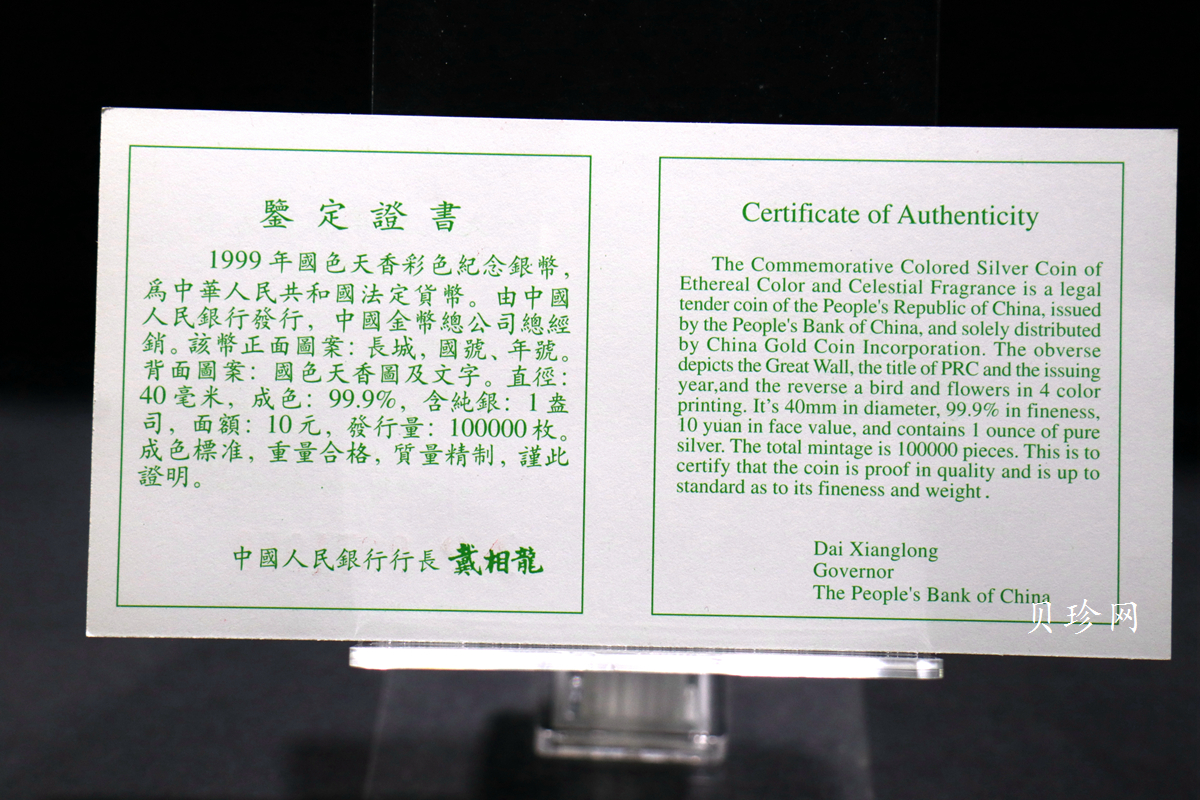 鑒定證書
1999年國色天香彩色紀念銀幣，
爲中華人民共和國法定貨幣。由中國
人民銀行發行，中國金幣總公司總經
銷。該幣正面圖案：長城，國號、年號。
背面圖案：國色天香圖及文字。直徑：
40毫米，成色：99.9%，含純銀：1盎
司，面額：10元，發行量：100000枚。
成色標准，重量合格，質量精制，謹此
證明。
中國人民銀行行長 戴相龍
Certificate of Authenticity
The Commemorative Colored Silver Coin of
Ethereal Color and Celestial Fragrance is a legal
tender coin of the People's Republic of China, issued
by the People's Bank of China, and solely distributed
by China Gold Coin Incorporation. The obverse
depicts the Great Wall, the title of PRC and the issuing
year,and the reverse a bird and flowers in 4 color
printing. It's 40mm in diameter, 99.9% in fineness,
10 yuan in face value, and contains 1 ounce of pure
silver. The total mintage is 100000 pieces. This is to
certify that the coin is proof in quality and is up to
standard as to its fineness and weight .
Dai Xianglong
Governor
The People's Bank of China
贝珍网